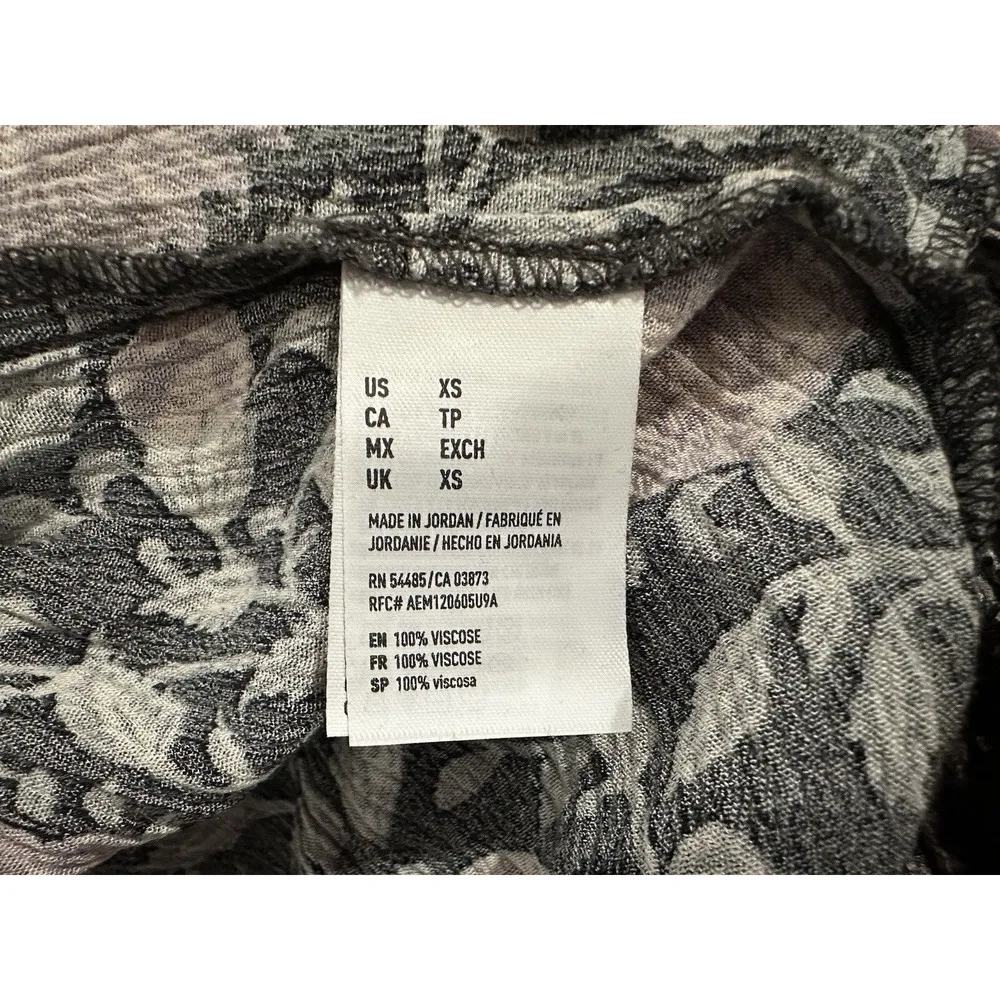 US XS
CA TP
MX EXCH
UK XS
MADE IN JORDAN / FABRIQUÉ EN
JORDANIE / HECHO EN JORDANIA
RN 54485/CA 03873
RFC# AEM120605U9A
EN 100% VISCOSE
FR 100% VISCOSE
SP 100% viscosa